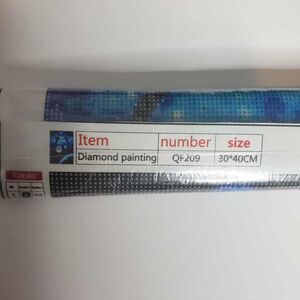 Item number size
Diamond painting QF209 30*40CM
Table